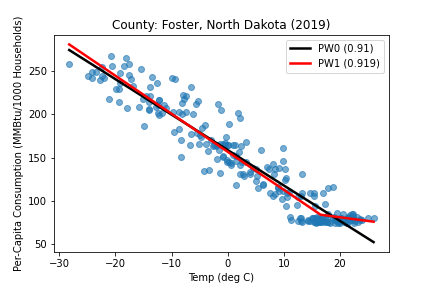 County: Foster, North Dakota (2019)
PW0 (0.91)
PW1 (0.919)
Per-Capita Consumption (MMBtu/1000 Households)
250
200
150
100
50
−30 −20 −10 0 10 20
Temp (deg C)